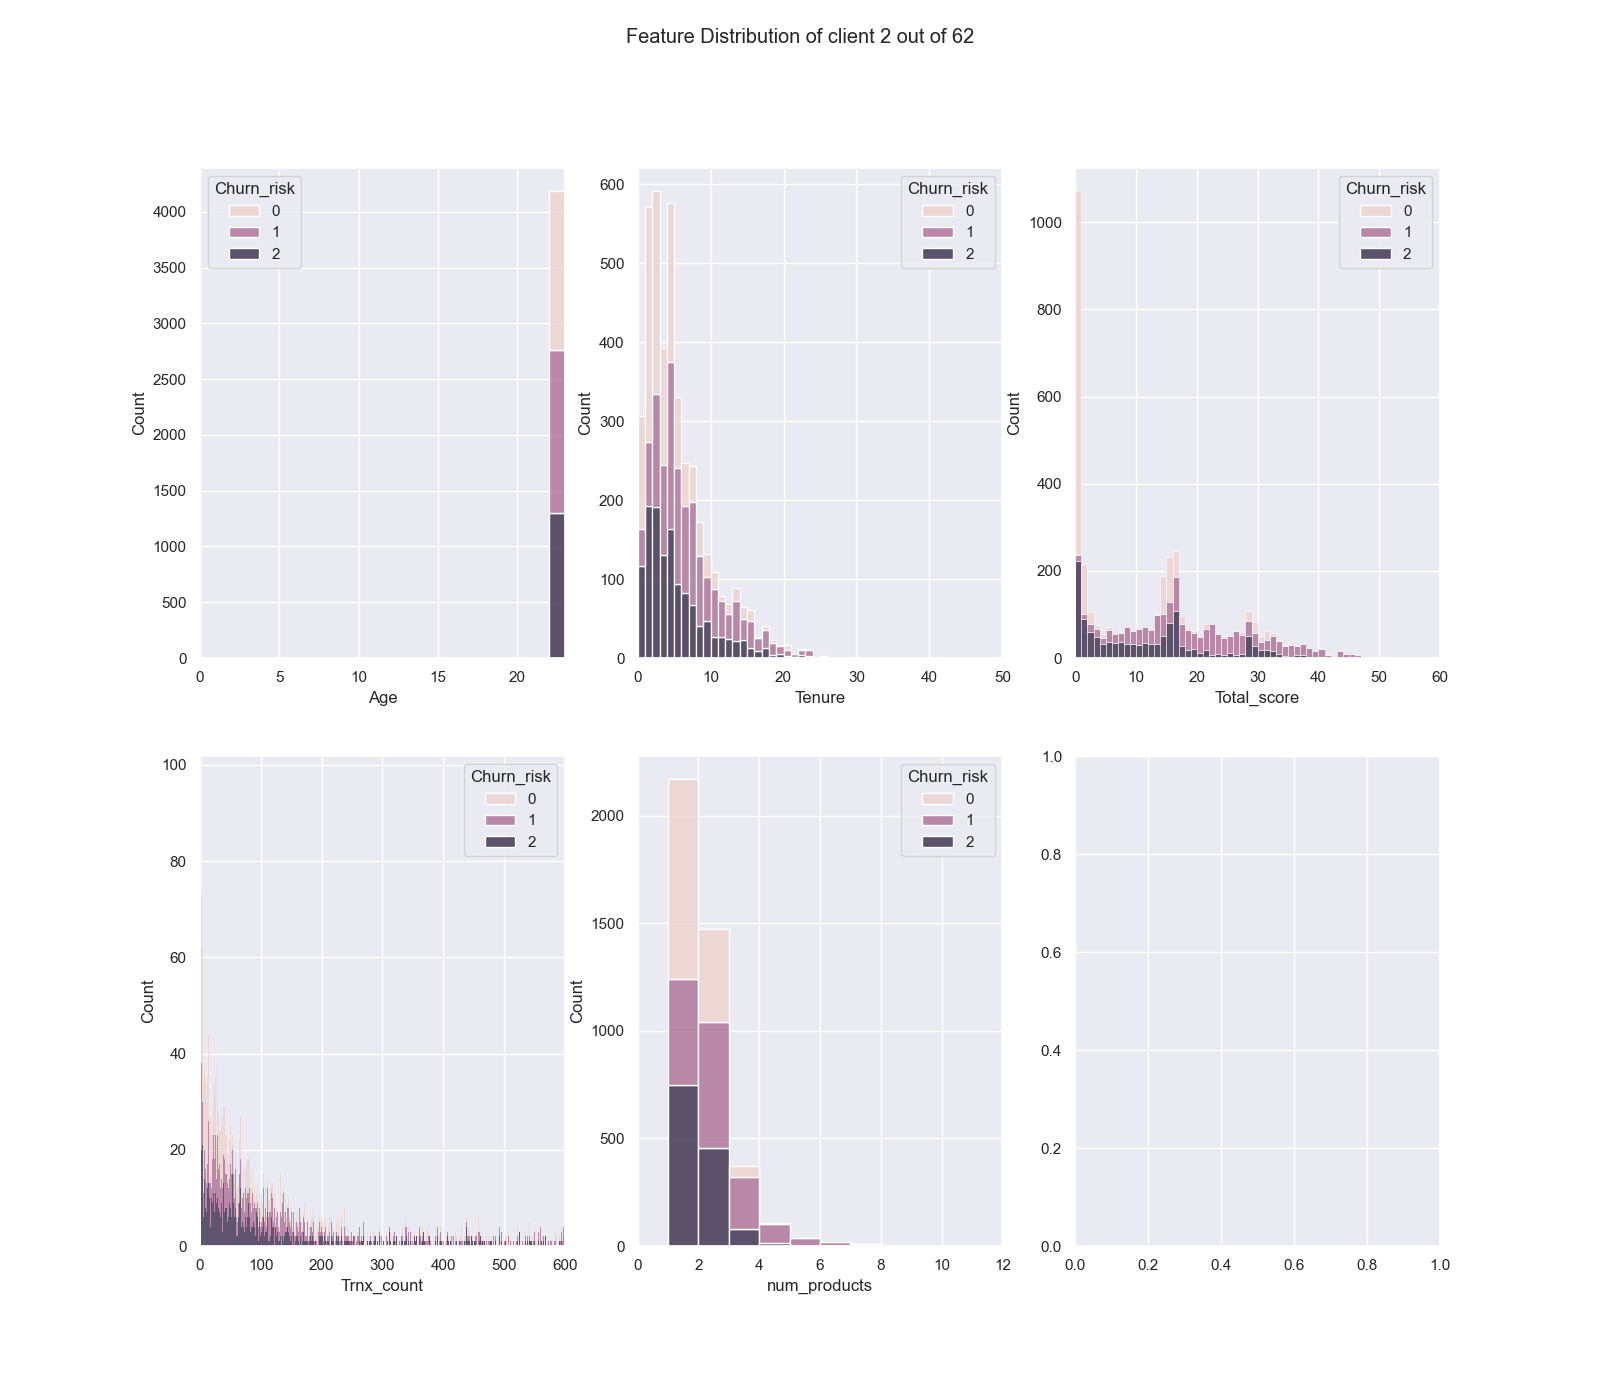 Feature Distribution of client 2 out of 62
Churn_risk
0
1
2
4000
3500
3000
2500
2000
1500
1000
500
0
Count
0 5 10 15 20
Age
Churn_risk
0
1
2
600
500
400
300
200
100
0
Count
0 10 20 30 40 50
Tenure
Churn_risk
0
1
2
1000
800
600
400
200
0
Count
0 10 20 30 40 50 60
Total_score
Churn_risk
0
1
2
100
80
60
40
20
0
Count
0 100 200 300 400 500 600
Trnx_count
Churn_risk
0
1
2
2000
1500
1000
500
0
Count
0 2 4 6 8 10 12
num_products
1.0
0.8
0.6
0.4
0.2
0.0
0.0 0.2 0.4 0.6 0.8 1.0